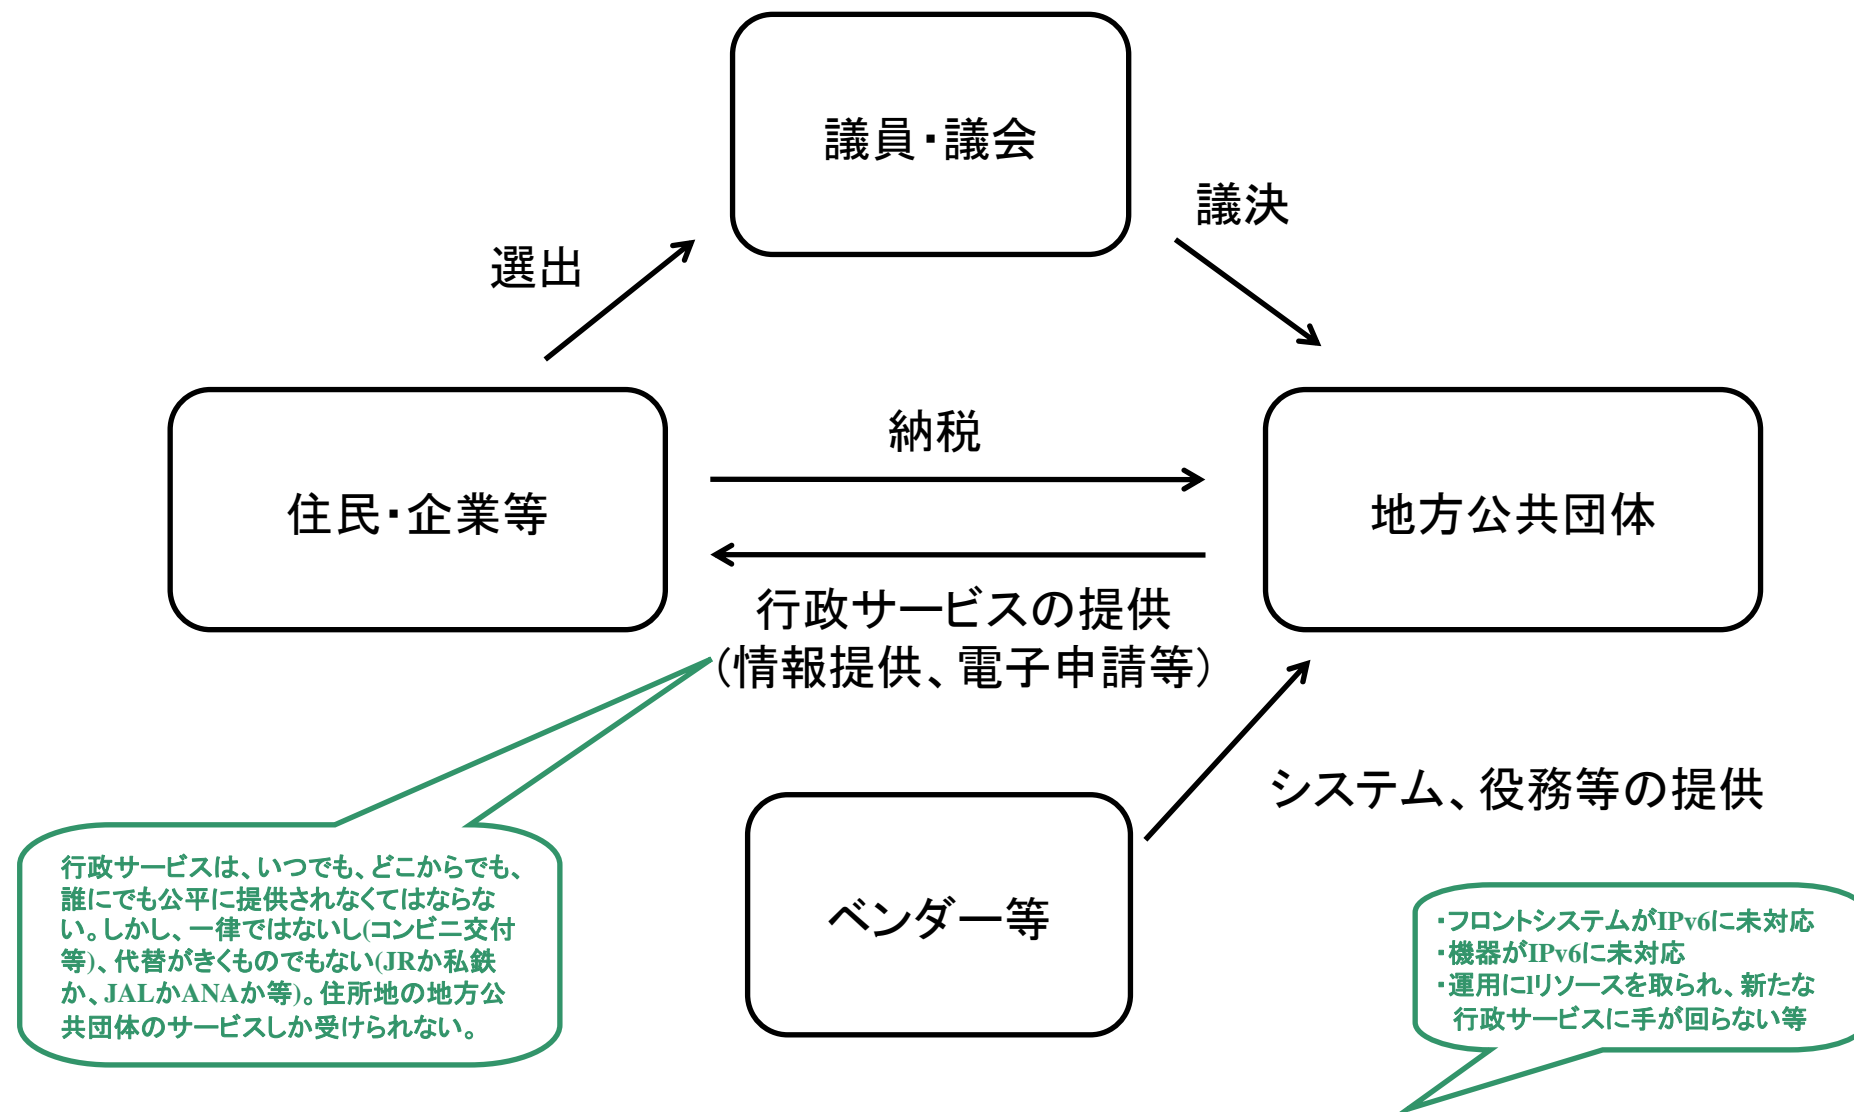 議員・議会
議決
選出
納税
住民・企業等
地方公共団体
行政サービスの提供
(情報提供、電子申請等)
システム、役務等の提供
ベンダー等
行政サービスは、いつでも、どこからでも、
誰にでも公平に提供されなくてはならな
い。しかし、一律ではないし(コンビニ交付
等)、代替がきくものでもない(JRか私鉄
か、JALかANAか等)。住所地の地方公
共団体のサービスしか受けられない。
・フロントシステムがIPv6に未対応
・機器がIPv6に未対応
・運用にlリソースを取られ、新たな
行政サービスに手が回らない等